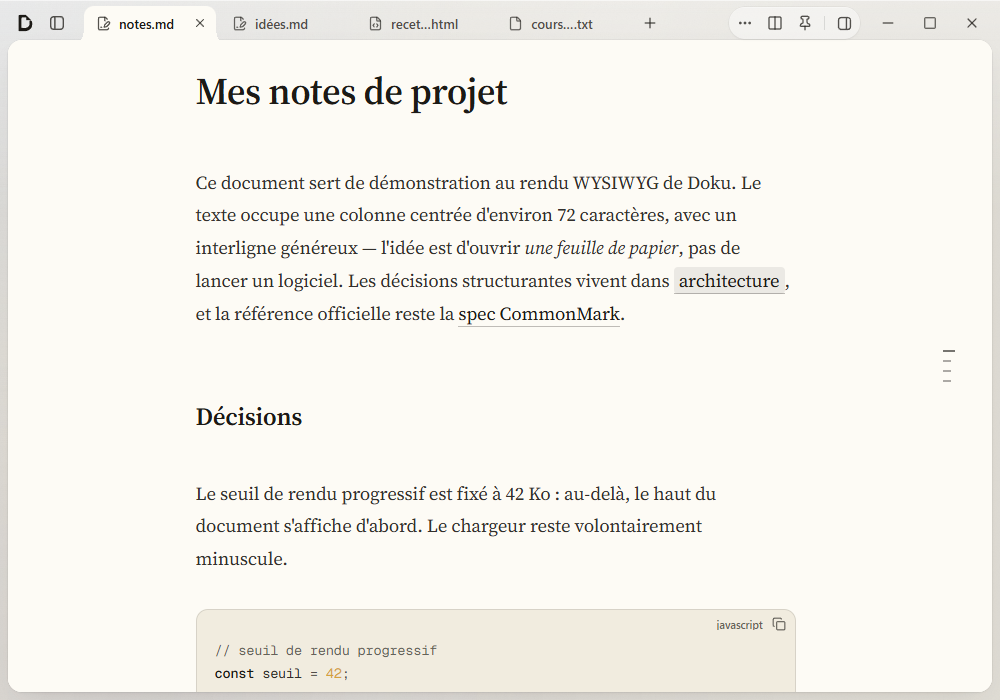 notes.md
idées.md
recet...html
cours....txt
Mes notes de projet
Ce document sert de démonstration au rendu WYSIWYG de Doku. Le
texte occupe une colonne centrée d'environ 72 caractères, avec un
interligne généreux — l'idée est d'ouvrir une feuille de papier, pas de
lancer un logiciel. Les décisions structurantes vivent dans architecture ,
et la référence officielle reste la spec CommonMark.
Décisions
Le seuil de rendu progressif est fixé à 42 Ko : au-delà, le haut du
document s'affiche d'abord. Le chargeur reste volontairement
minuscule.
javascript
// seuil de rendu progressif
const seuil = 42;